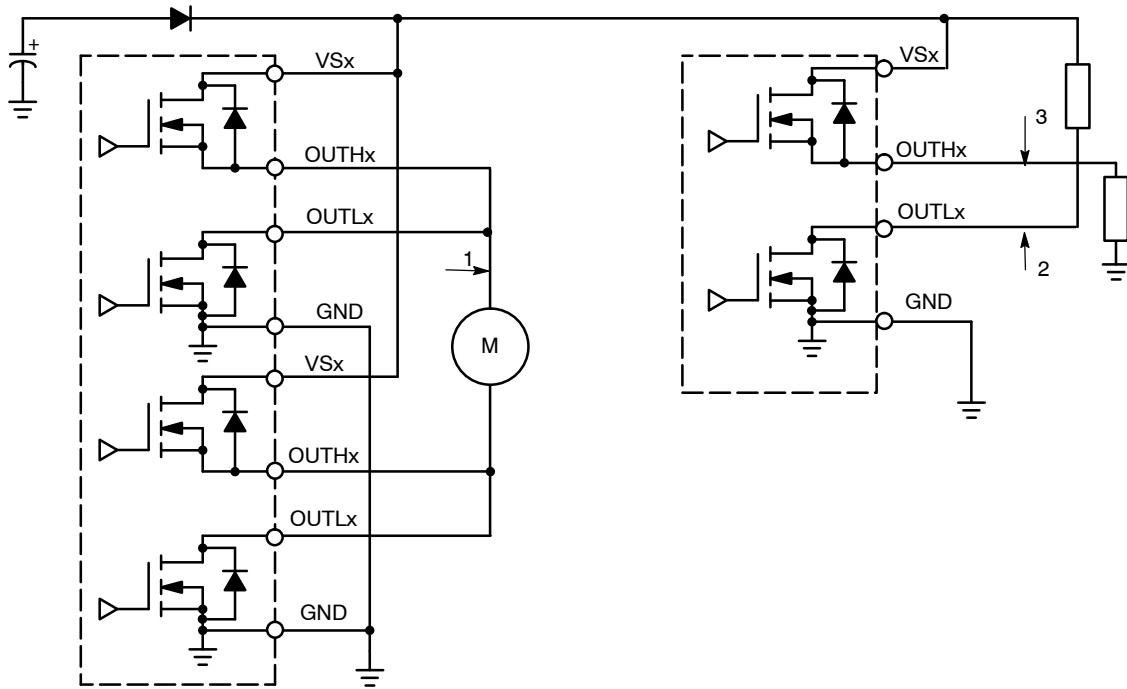 +
VSx
OUTHx
OUTLx
1
GND
VSx
M
OUTHx
OUTLx
GND
VSx
3
OUTHx
OUTLx
2
GND